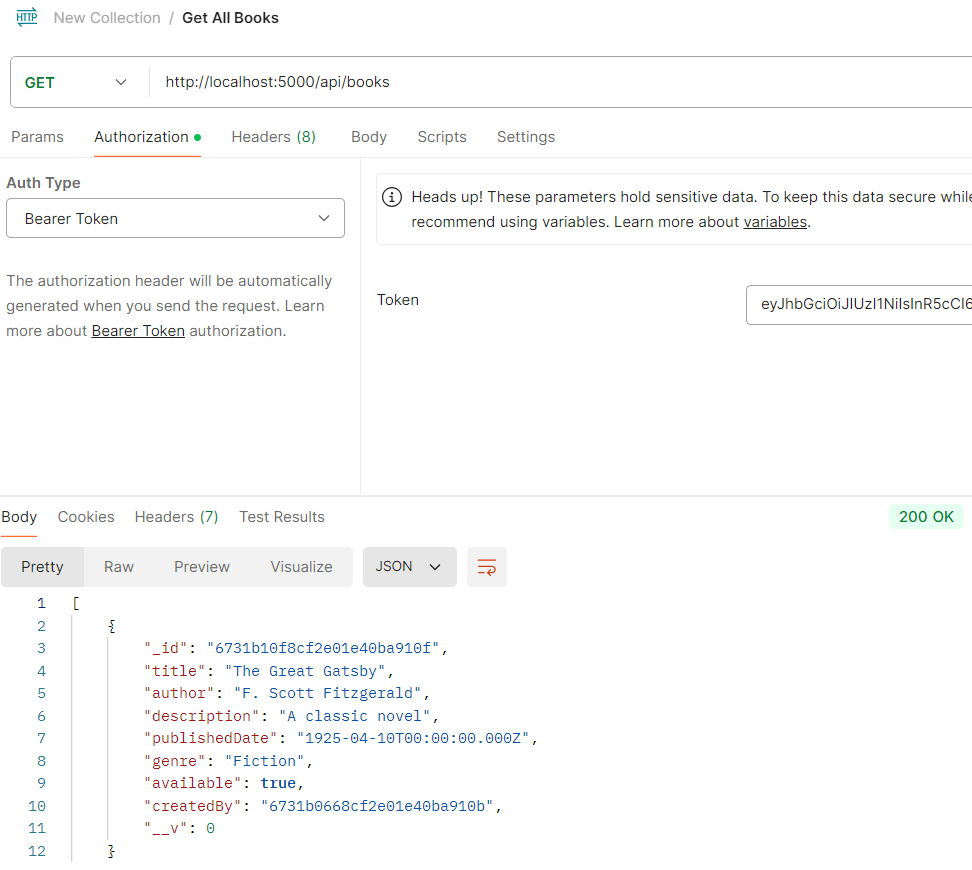 HTTP New Collection / Get All Books
GET http://localhost:5000/api/books
Params Authorization Headers (8) Body Scripts Settings
Auth Type
Bearer Token
The authorization header will be automatically
generated when you send the request. Learn
more about Bearer Token authorization.
Heads up! These parameters hold sensitive data. To keep this data secure while
recommend using variables. Learn more about variables.
Token
eyJhbGciOiJIUzI1NiIsInR5cCI6
Body Cookies Headers (7) Test Results 200 OK
Pretty Raw Preview Visualize JSON
1 [
2 {
3 "_id": "6731b10f8cf2e01e40ba910f",
4 "title": "The Great Gatsby",
5 "author": "F. Scott Fitzgerald",
6 "description": "A classic novel",
7 "publishedDate": "1925-04-10T00:00:00.000Z",
8 "genre": "Fiction",
9 "available": true,
10 "createdBy": "6731b0668cf2e01e40ba910b",
11 "__v": 0
12 }